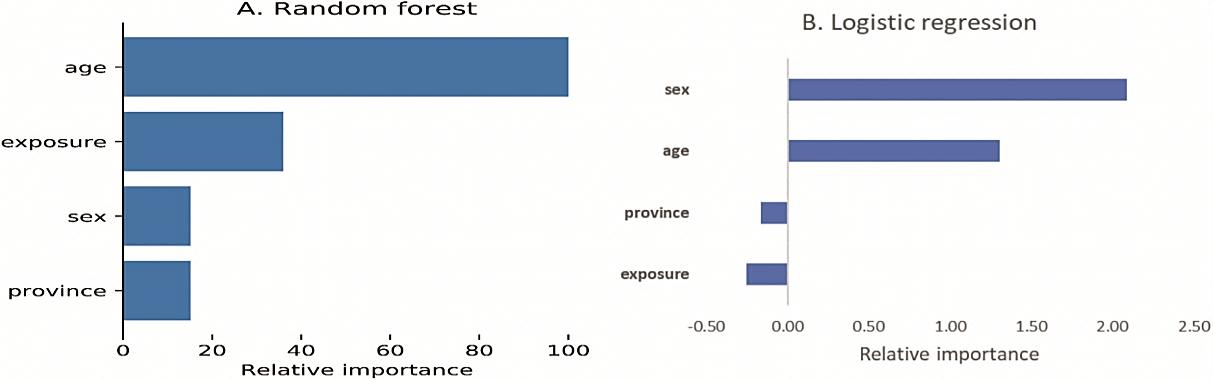 A. Random forest
age
exposure
sex
province
0 20 40 60 80 100
Relative importance
B. Logistic regression
sex
age
province
exposure
-0.50 0.00 0.50 1.00 1.50 2.00 2.50
Relative importance